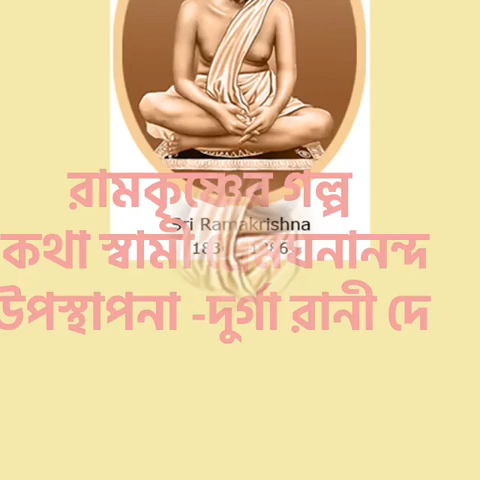 রামকৃষ্ণের গল্প
Sri Ramakrishna
কথা স্বামী
উপস্থাপনা -দুর্গা রানী দে